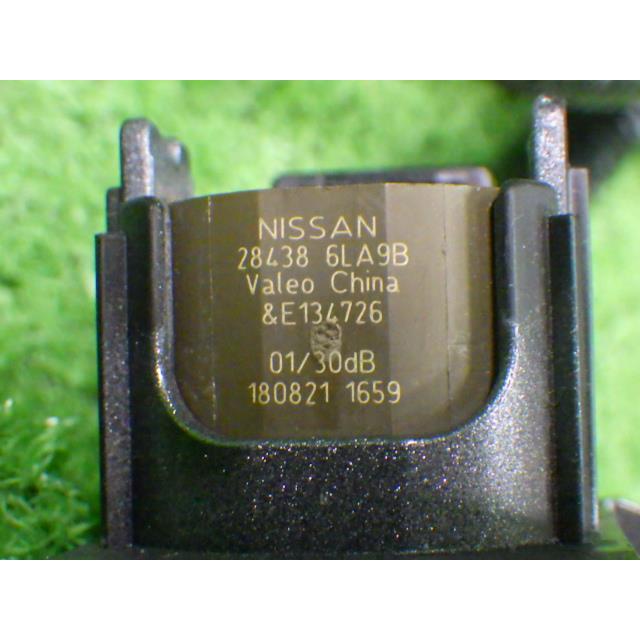 NISSAN
28438 6LA9B
Valeo China
&E134726
01/30dB
180821 1659